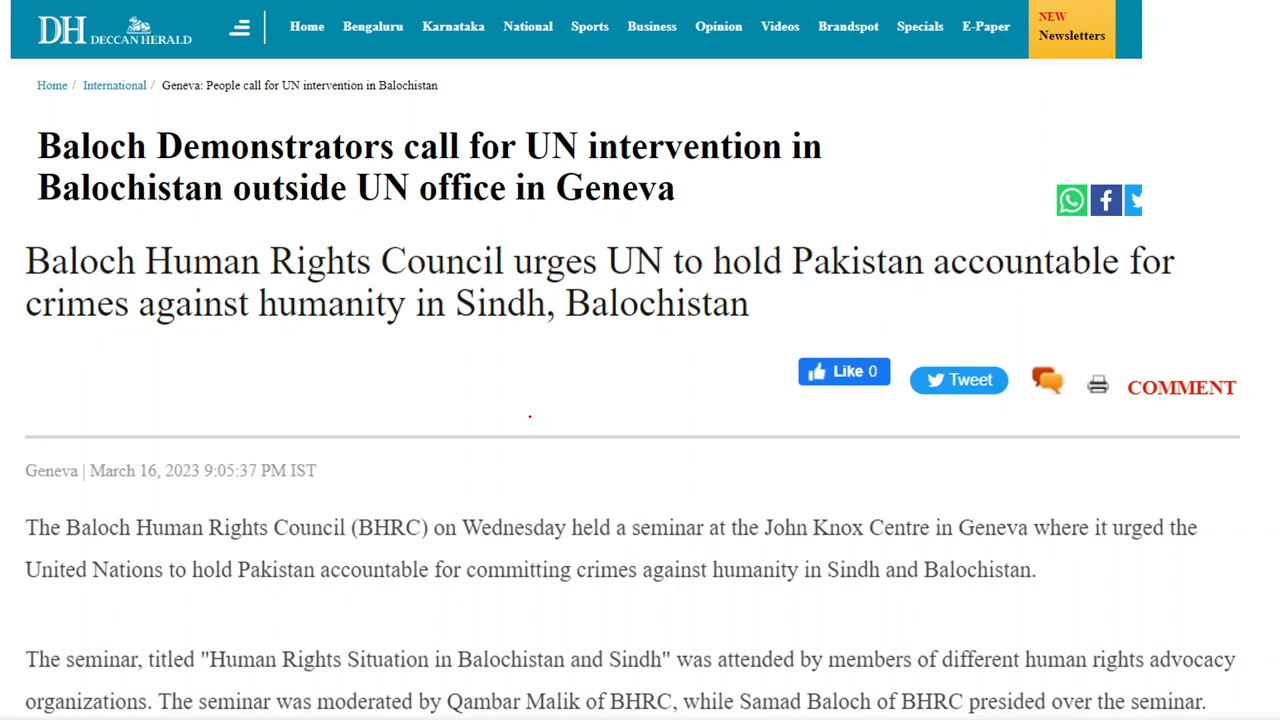 DH DECCAN HERALD
Home Bengaluru Karnataka National Sports Business Opinion Videos Brandspot Specials E-Paper
NEW
Newsletters
Home / International / Geneva: People call for UN intervention in Balochistan
Baloch Demonstrators call for UN intervention in
Balochistan outside UN office in Geneva
Baloch Human Rights Council urges UN to hold Pakistan accountable for
crimes against humanity in Sindh, Balochistan
Like 0 Tweet COMMENT
Geneva | March 16, 2023 9:05:37 PM IST
The Baloch Human Rights Council (BHRC) on Wednesday held a seminar at the John Knox Centre in Geneva where it urged the
United Nations to hold Pakistan accountable for committing crimes against humanity in Sindh and Balochistan.
The seminar, titled "Human Rights Situation in Balochistan and Sindh" was attended by members of different human rights advocacy
organizations. The seminar was moderated by Qambar Malik of BHRC, while Samad Baloch of BHRC presided over the seminar.